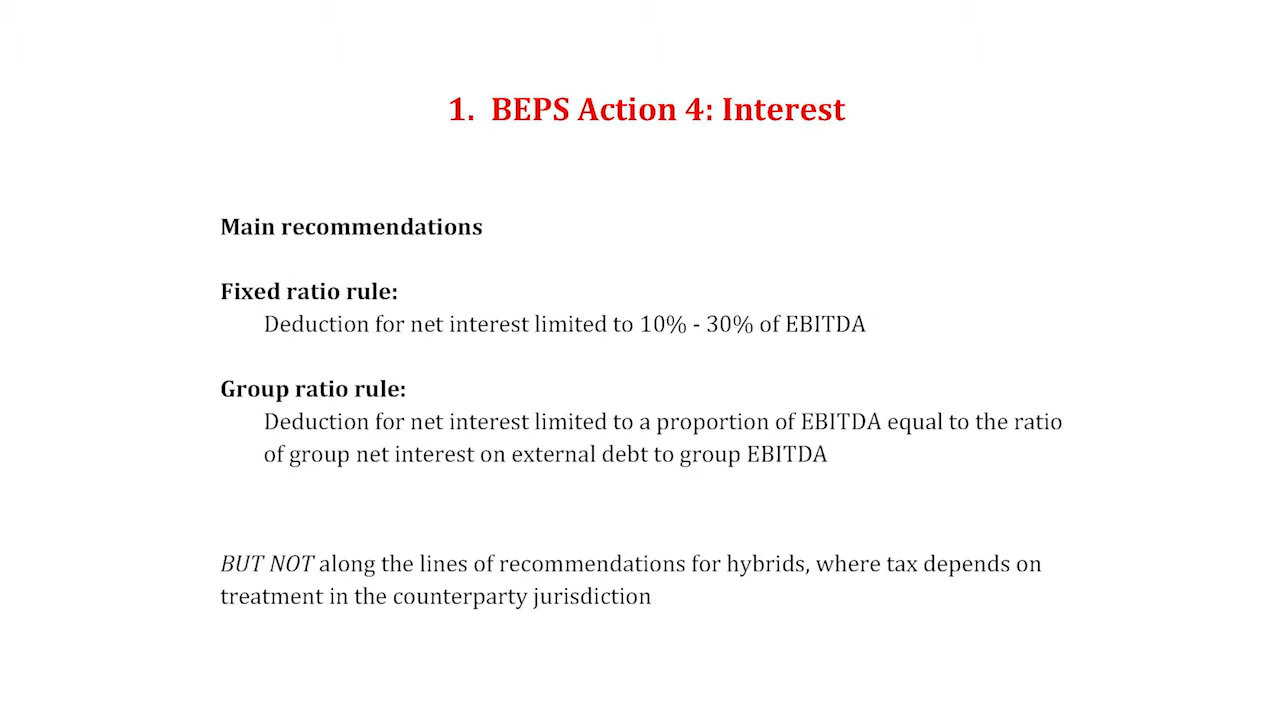 1. BEPS Action 4: Interest
Main recommendations
Fixed ratio rule:
Deduction for net interest limited to 10% - 30% of EBITDA
Group ratio rule:
Deduction for net interest limited to a proportion of EBITDA equal to the ratio
of group net interest on external debt to group EBITDA
BUT NOT along the lines of recommendations for hybrids, where tax depends on
treatment in the counterparty jurisdiction